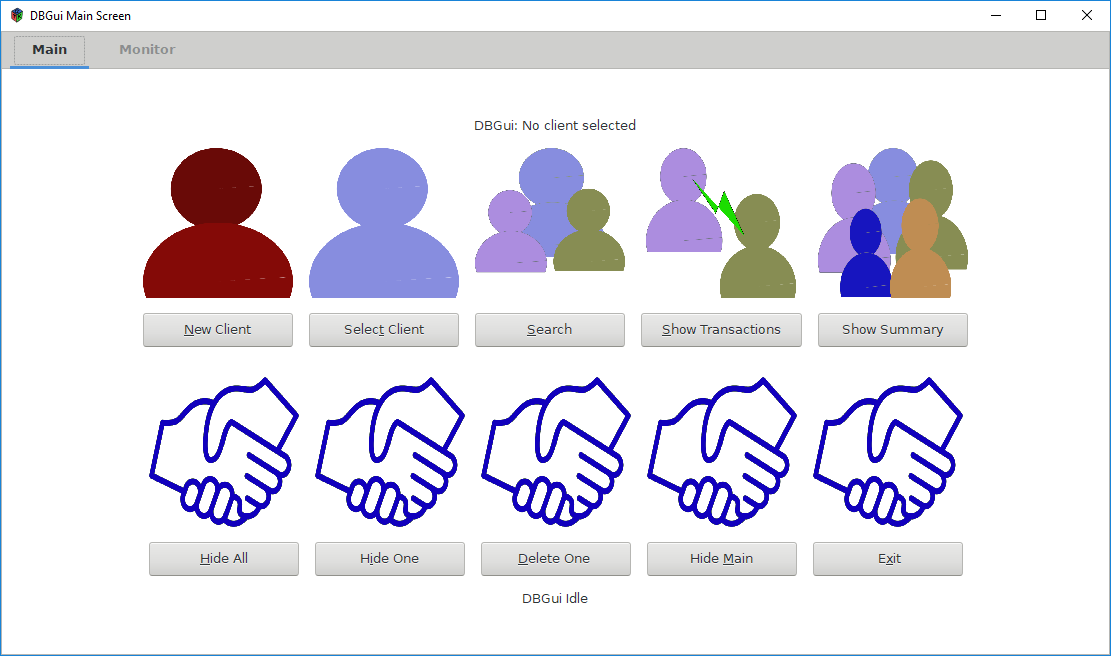 DBGui Main Screen
Main Monitor
DBGui: No client selected
New Client Select Client Search Show Transactions Show Summary
Hide All Hide One Delete One Hide Main Exit
DBGui Idle